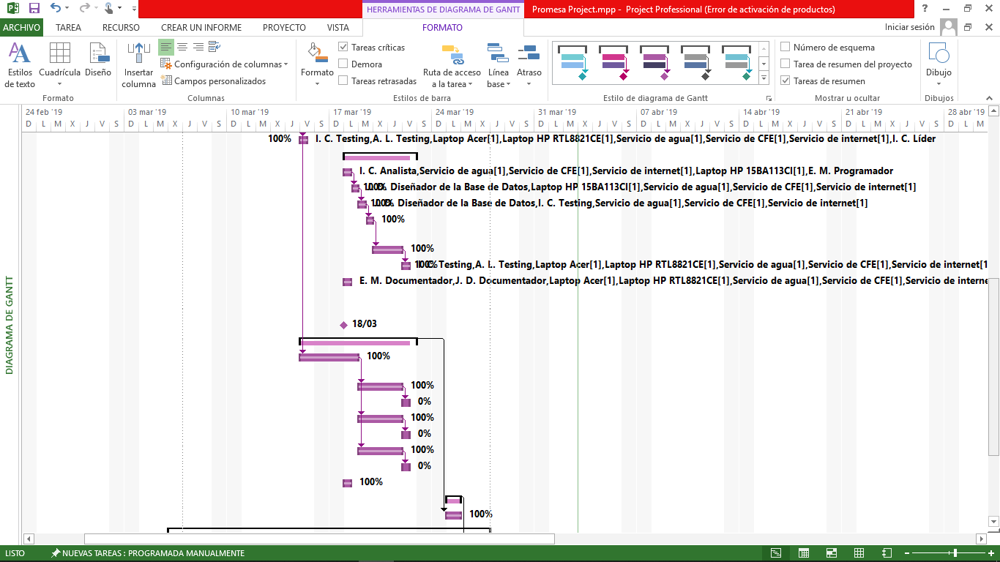 HERRAMIENTAS DE DIAGRAMA DE GANTT
Promesa Project.mpp - Project Professional (Error de activación de productos)
ARCHIVO TAREA RECURSO CREAR UN INFORME PROYECTO VISTA FORMATO Iniciar sesión
Estilos de texto
Cuadrícula
Diseño
Formato
Insertar columna
Configuración de columnas
Campos personalizados
Columnas
Formato
Tareas críticas
Demora
Tareas retrasadas
Ruta de acceso a la tarea
Línea base
Atraso
Estilos de barra
Estilo de diagrama de Gantt
Número de esquema
Tarea de resumen del proyecto
Tareas de resumen
Mostrar u ocultar
Dibujo
Dibujos
24 feb '19 03 mar '19 10 mar '19 17 mar '19 24 mar '19 31 mar '19 07 abr '19 14 abr '19 21 abr '19 28 abr '19
D L M X J V S D L M X J V S D L M X J V S D L M X J V S D L M X J V S D L M X J V S D L M X J V S D L M X J V S D L M X J V S D L M
100% I. C. Testing,A. L. Testing,Laptop Acer[1],Laptop HP RTL8821CE[1],Servicio de agua[1],Servicio de CFE[1],Servicio de internet[1],I. C. Líder
I. C. Analista,Servicio de agua[1],Servicio de CFE[1],Servicio de internet[1],Laptop HP 15BA113CI[1],E. M. Programador
100% Diseñador de la Base de Datos,Laptop HP 15BA113CI[1],Servicio de agua[1],Servicio de CFE[1],Servicio de internet[1]
100% Diseñador de la Base de Datos,I. C. Testing,Servicio de agua[1],Servicio de CFE[1],Servicio de internet[1]
100%
100%
100% Testing,A. L. Testing,Laptop Acer[1],Laptop HP RTL8821CE[1],Servicio de agua[1],Servicio de CFE[1],Servicio de internet[1
E. M. Documentador,J. D. Documentador,Laptop Acer[1],Laptop HP RTL8821CE[1],Servicio de agua[1],Servicio de CFE[1],Servicio de interne
18/03
100%
100%
0%
100%
0%
100%
0%
100%
100%
DIAGRAMA DE GANTT
LISTO NUEVAS TAREAS : PROGRAMADA MANUALMENTE